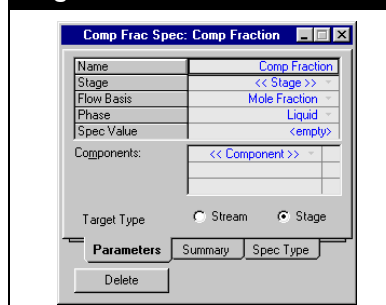 Comp Frac Spec: Comp Fraction
Name Comp Fraction
Stage << Stage >>
Flow Basis Mole Fraction
Phase Liquid
Spec Value <empty>
Components: << Component >>
Target Type Stream Stage
Parameters Summary Spec Type
Delete